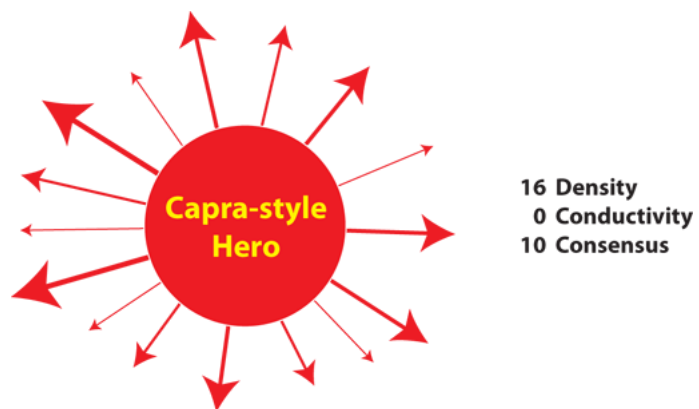 Capra-style
Hero
16 Density
0 Conductivity
10 Consensus